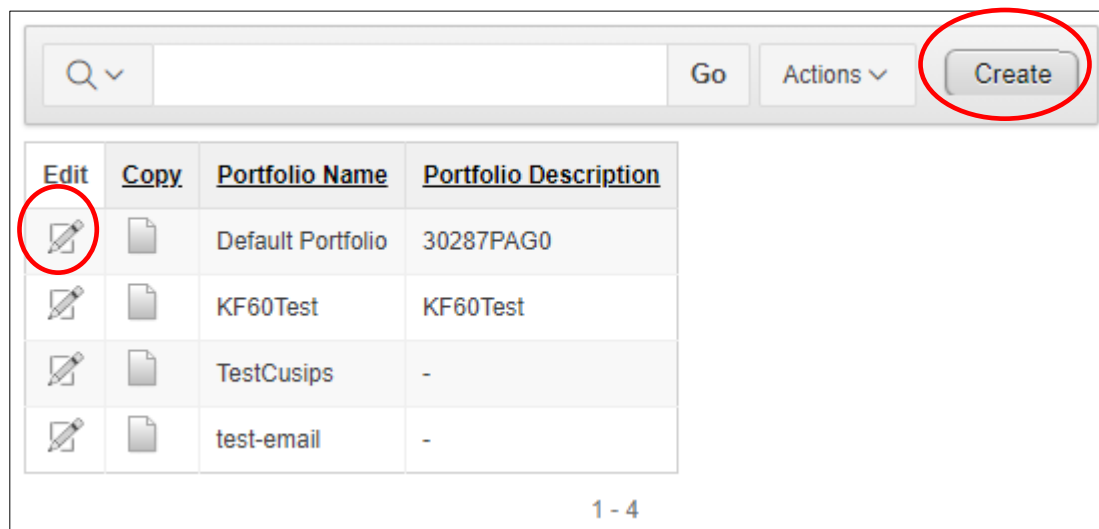 Go Actions Create
Edit Copy Portfolio Name Portfolio Description
Default Portfolio 30287PAG0
KF60Test KF60Test
TestCusips -
test-email -
1 - 4